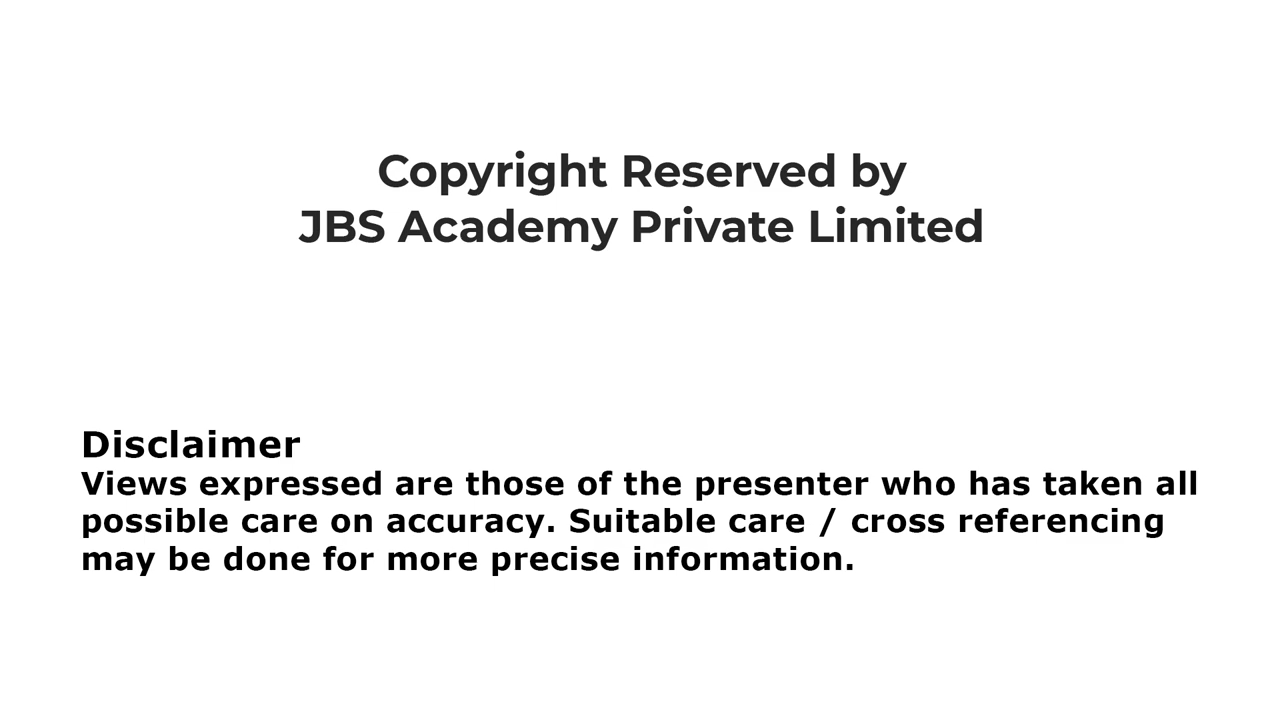 Copyright Reserved by
JBS Academy Private Limited
Disclaimer
Views expressed are those of the presenter who has taken all
possible care on accuracy. Suitable care / cross referencing
may be done for more precise information.